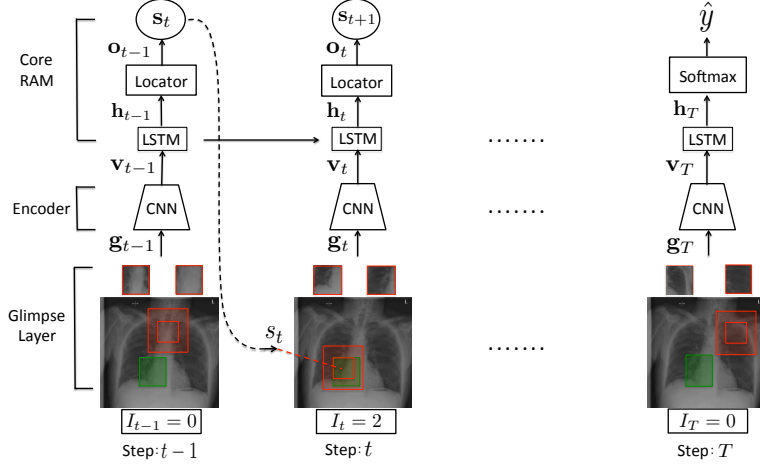 s_t s_{t+1} ŷ
o_{t-1} o_t
Core RAM Locator Locator Softmax
h_{t-1} h_t h_T
LSTM LSTM ....... LSTM
v_{t-1} v_t v_T
Encoder CNN CNN ....... CNN
g_{t-1} g_t g_T
Glimpse Layer s_t .......
L L L
I_{t-1} = 0 I_t = 2 I_T = 0
Step: t-1 Step: t Step: T